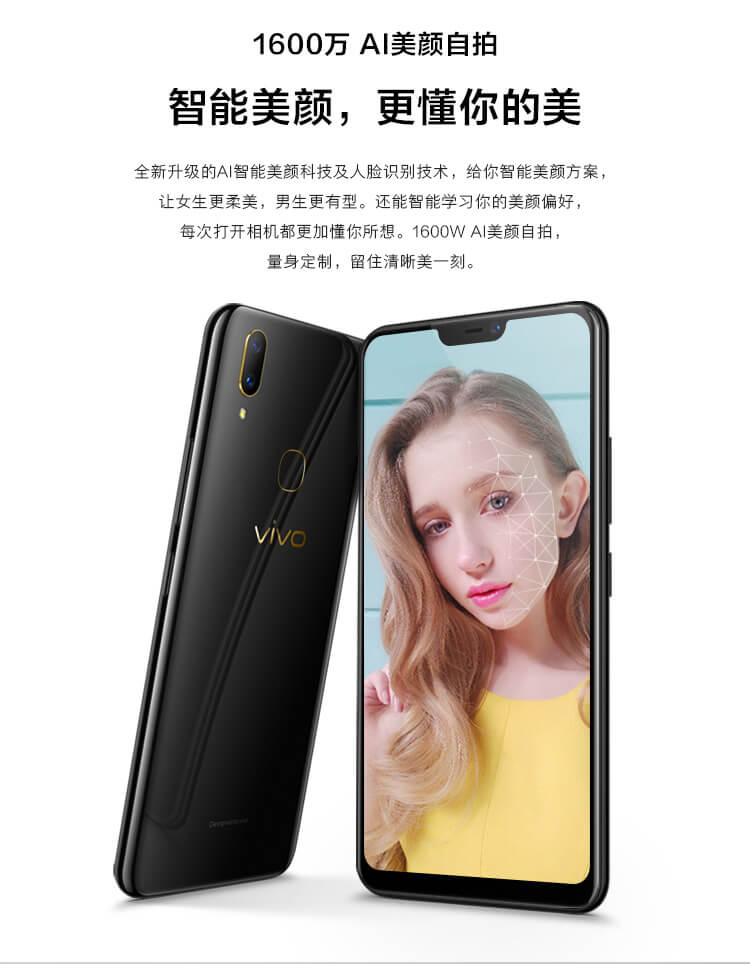 1600万 AI美颜自拍
智能美颜，更懂你的美
全新升级的AI智能美颜科技及人脸识别技术，给你智能美颜方案，
让女生更柔美，男生更有型。还能智能学习你的美颜偏好，
每次打开相机都更加懂你所想。1600W AI美颜自拍，
量身定制，留住清晰美一刻。
vivo